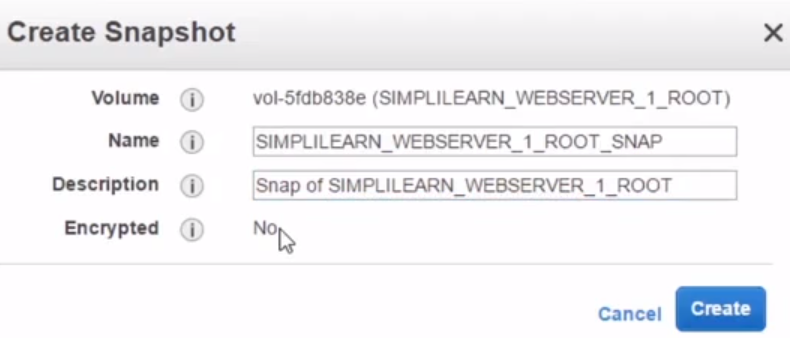 Create Snapshot
Volume vol-5fdb838e (SIMPLILEARN_WEBSERVER_1_ROOT)
Name SIMPLILEARN_WEBSERVER_1_ROOT_SNAP
Description Snap of SIMPLILEARN_WEBSERVER_1_ROOT
Encrypted No
Cancel Create